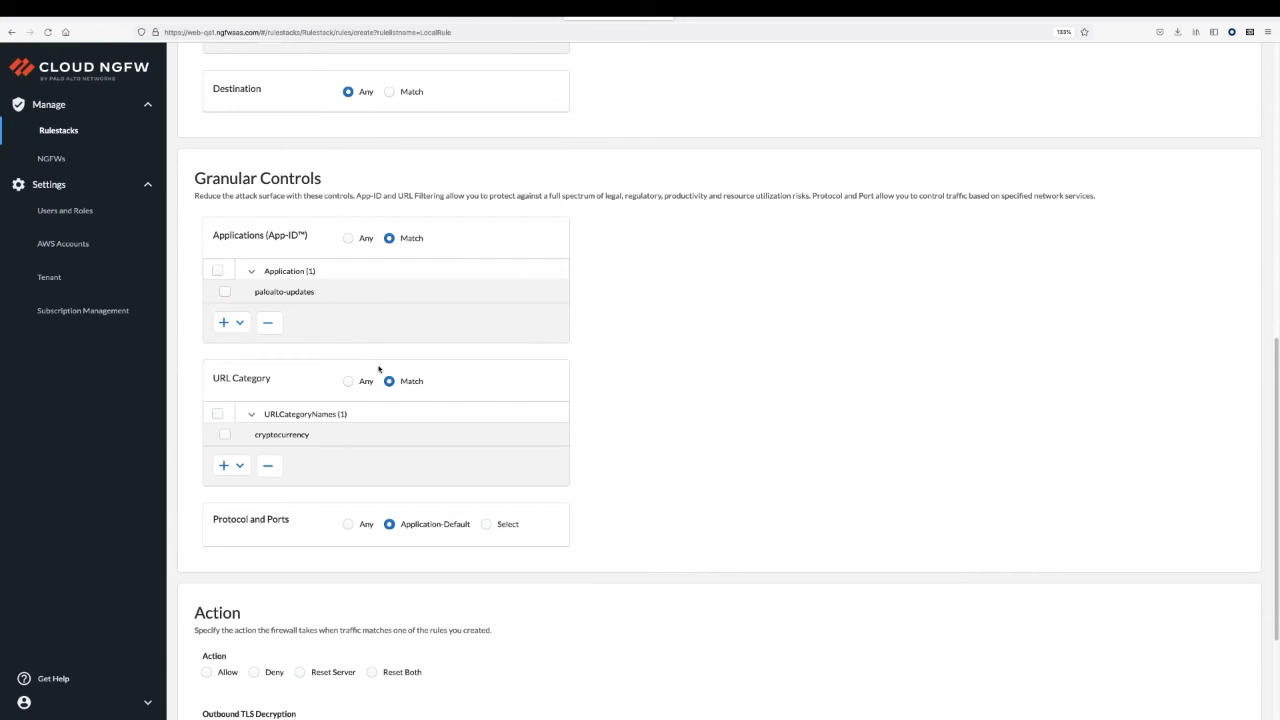 https://web-qa1.ngfwaas.com/#/rulestacks/Rulestack/rules/create?rulelistname=LocalRule
133%
CLOUD NGFW
BY PALO ALTO NETWORKS
Manage
Rulestacks
NGFWs
Settings
Users and Roles
AWS Accounts
Tenant
Subscription Management
Get Help
Destination
Any
Match
Granular Controls
Reduce the attack surface with these controls. App-ID and URL Filtering allow you to protect against a full spectrum of legal, regulatory, productivity and resource utilization risks. Protocol and Port allow you to control traffic based on specified network services.
Applications (App-ID™)
Any
Match
Application (1)
paloalto-updates
URL Category
Any
Match
URLCategoryNames (1)
cryptocurrency
Protocol and Ports
Any
Application-Default
Select
Action
Specify the action the firewall takes when traffic matches one of the rules you created.
Action
Allow
Deny
Reset Server
Reset Both
Outbound TLS Decryption